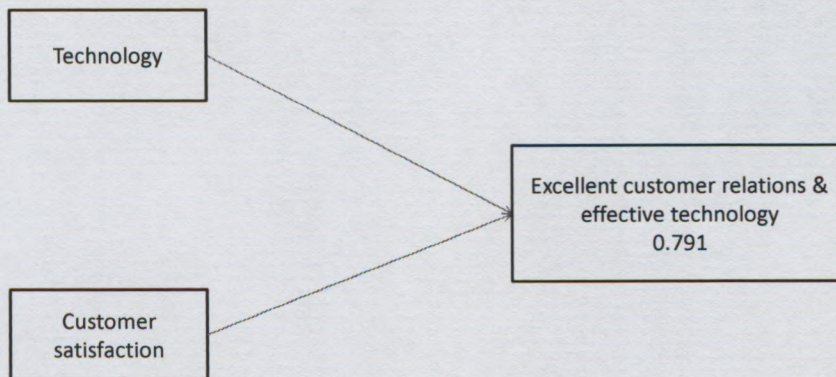 Technology
Excellent customer relations &
effective technology
0.791
Customer
satisfaction